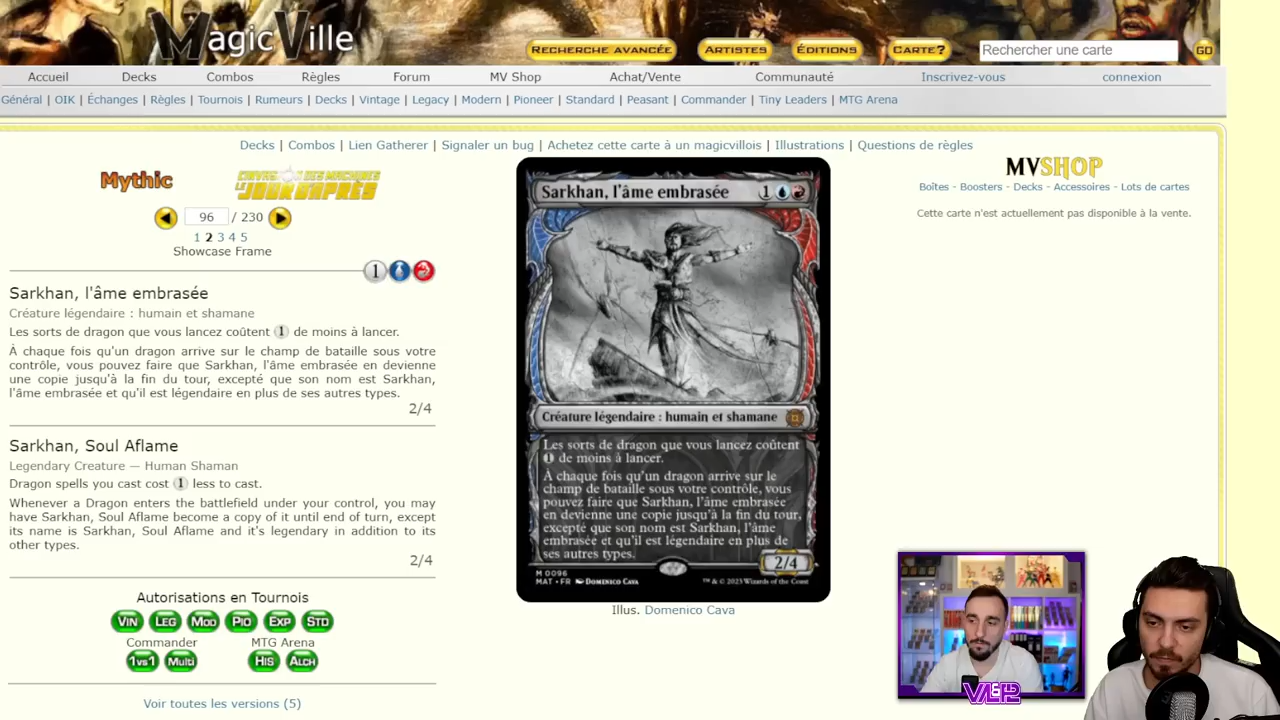 MagicVille
RECHERCHE AVANCÉE
ARTISTES
ÉDITIONS
CARTE?
Rechercher une carte
GO
Accueil
Decks
Combos
Règles
Forum
MV Shop
Achat/Vente
Communauté
Inscrivez-vous
connexion
Général | OIK | Échanges | Règles | Tournois | Rumeurs | Decks | Vintage | Legacy | Modern | Pioneer | Standard | Peasant | Commander | Tiny Leaders | MTG Arena
Decks | Combos | Lien Gatherer | Signaler un bug | Achetez cette carte à un magicvillois | Illustrations | Questions de règles
Mythic
96 / 230
1 2 3 4 5
Showcase Frame
1
Sarkhan, l'âme embrasée
Créature légendaire : humain et shamane
Les sorts de dragon que vous lancez coûtent 1 de moins à lancer.
À chaque fois qu'un dragon arrive sur le champ de bataille sous votre
contrôle, vous pouvez faire que Sarkhan, l'âme embrasée en devienne
une copie jusqu'à la fin du tour, excepté que son nom est Sarkhan,
l'âme embrasée et qu'il est légendaire en plus de ses autres types.
2/4
Sarkhan, Soul Aflame
Legendary Creature — Human Shaman
Dragon spells you cast cost 1 less to cast.
Whenever a Dragon enters the battlefield under your control, you may
have Sarkhan, Soul Aflame become a copy of it until end of turn, except
its name is Sarkhan, Soul Aflame and it's legendary in addition to its
other types.
2/4
Autorisations en Tournois
VIN LEG MOD PIO EXP STD
Commander
MTG Arena
1vs1 Multi HIS ALCH
Voir toutes les versions (5)
Sarkhan, l'âme embrasée 1
Créature légendaire : humain et shamane
Les sorts de dragon que vous lancez coûtent
1 de moins à lancer.
À chaque fois qu'un dragon arrive sur le
champ de bataille sous votre contrôle, vous
pouvez faire que Sarkhan, l'âme embrasée
en devienne une copie jusqu'à la fin du tour,
excepté que son nom est Sarkhan, l'âme
embrasée et qu'il est légendaire en plus de
ses autres types.
2/4
M 0096
MAT • FR DOMENICO CAVA
™ & © 2023 Wizards of the Coast
Illus. Domenico Cava
MVSHOP
Boîtes - Boosters - Decks - Accessoires - Lots de cartes
Cette carte n'est actuellement pas disponible à la vente.